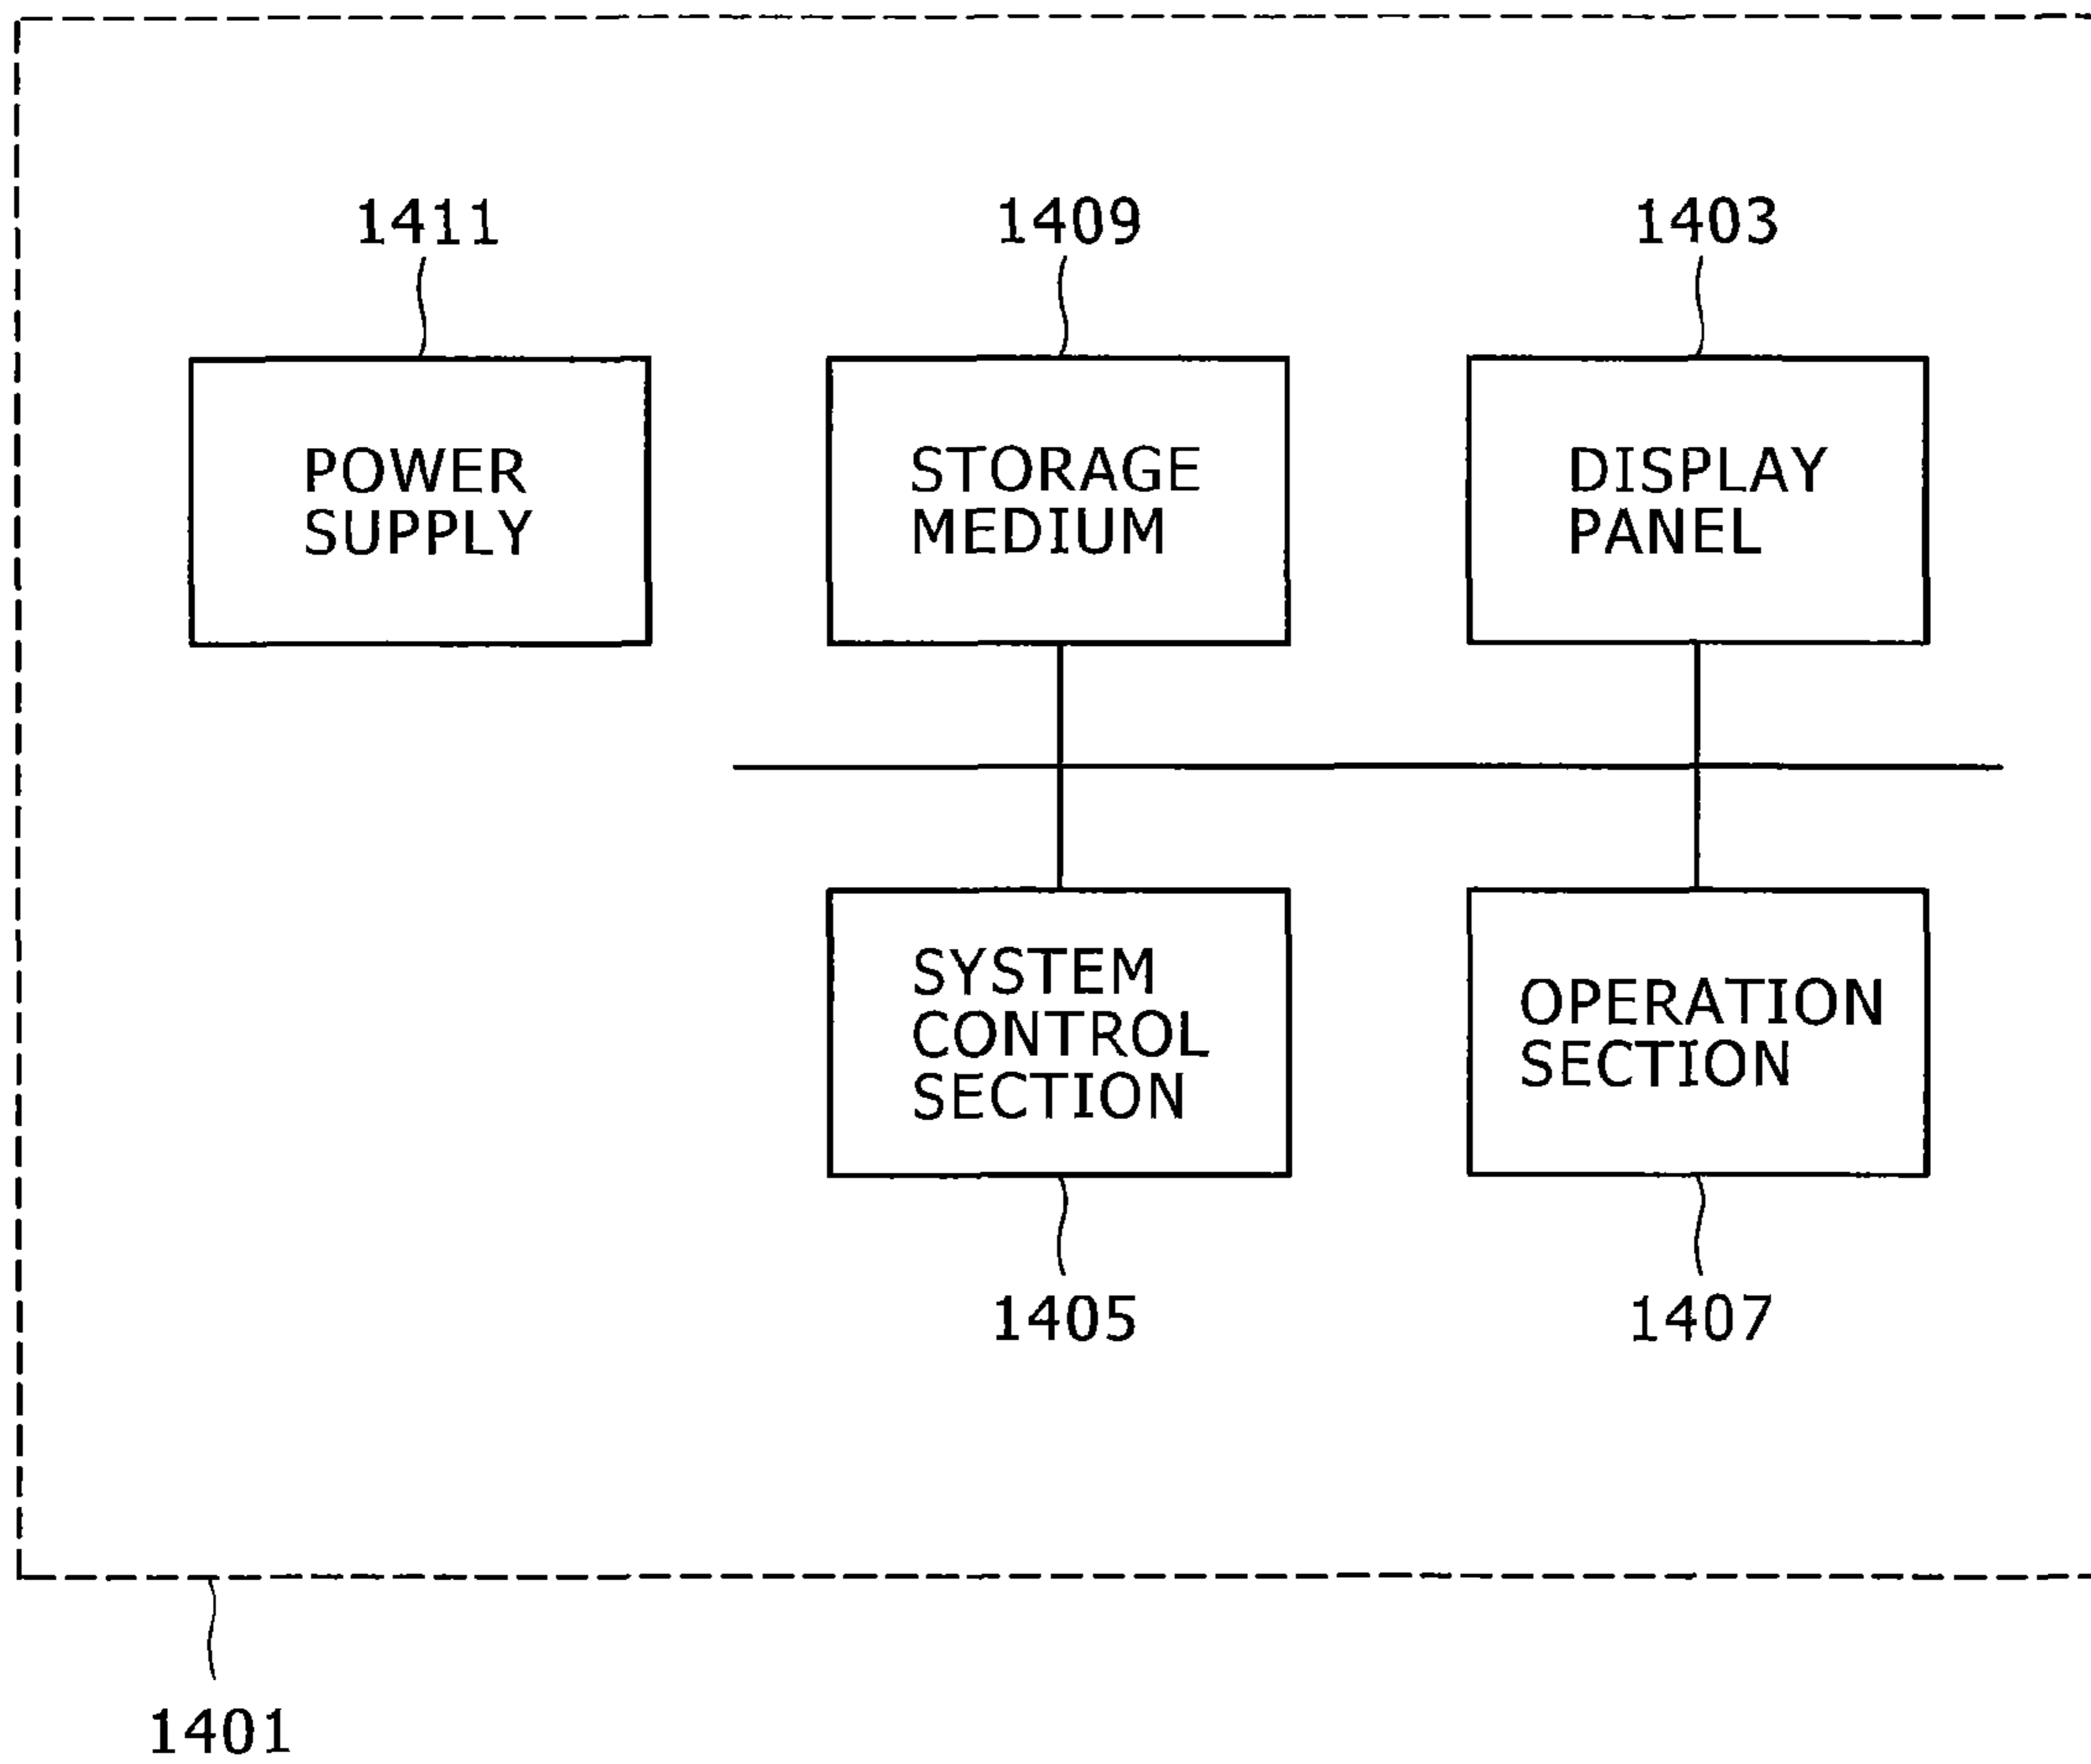 1411
1409
1403
POWER
SUPPLY
STORAGE
MEDIUM
DISPLAY
PANEL
SYSTEM
CONTROL
SECTION
OPERATION
SECTION
1405
1407
1401